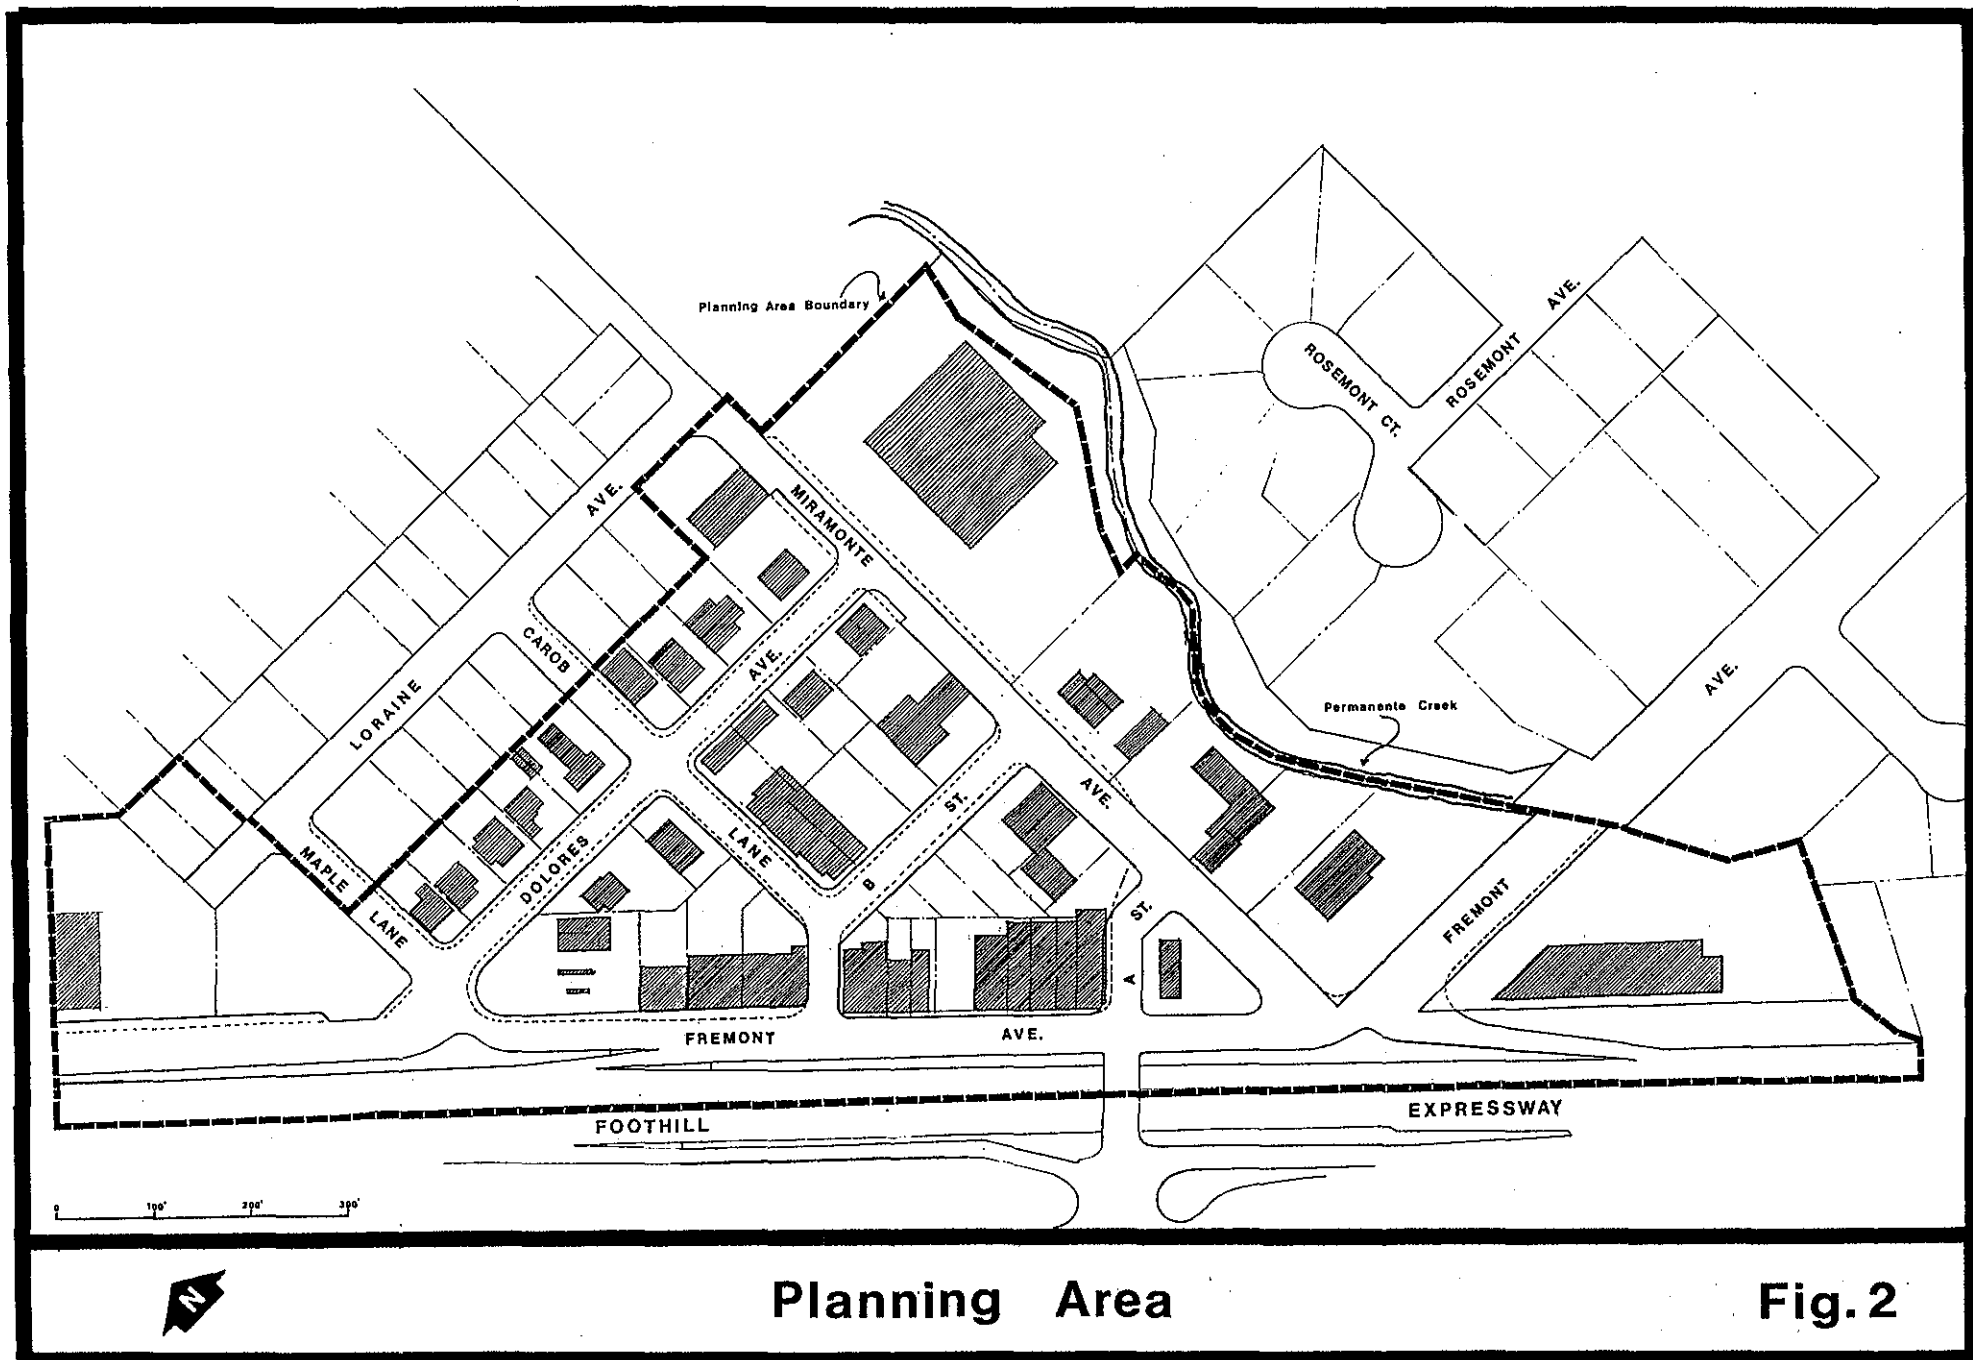 Planning Area Boundary
ROSEMONT AVE.
ROSEMONT CT.
LORAINE AVE.
MIRAMONTE AVE.
CAROB LANE
DOLORES AVE.
MAPLE LANE
B ST.
A ST.
Permanente Creek
FREMONT AVE.
FREMONT AVE.
FOOTHILL EXPRESSWAY
0 100' 200' 300'
N
Planning Area
Fig. 2